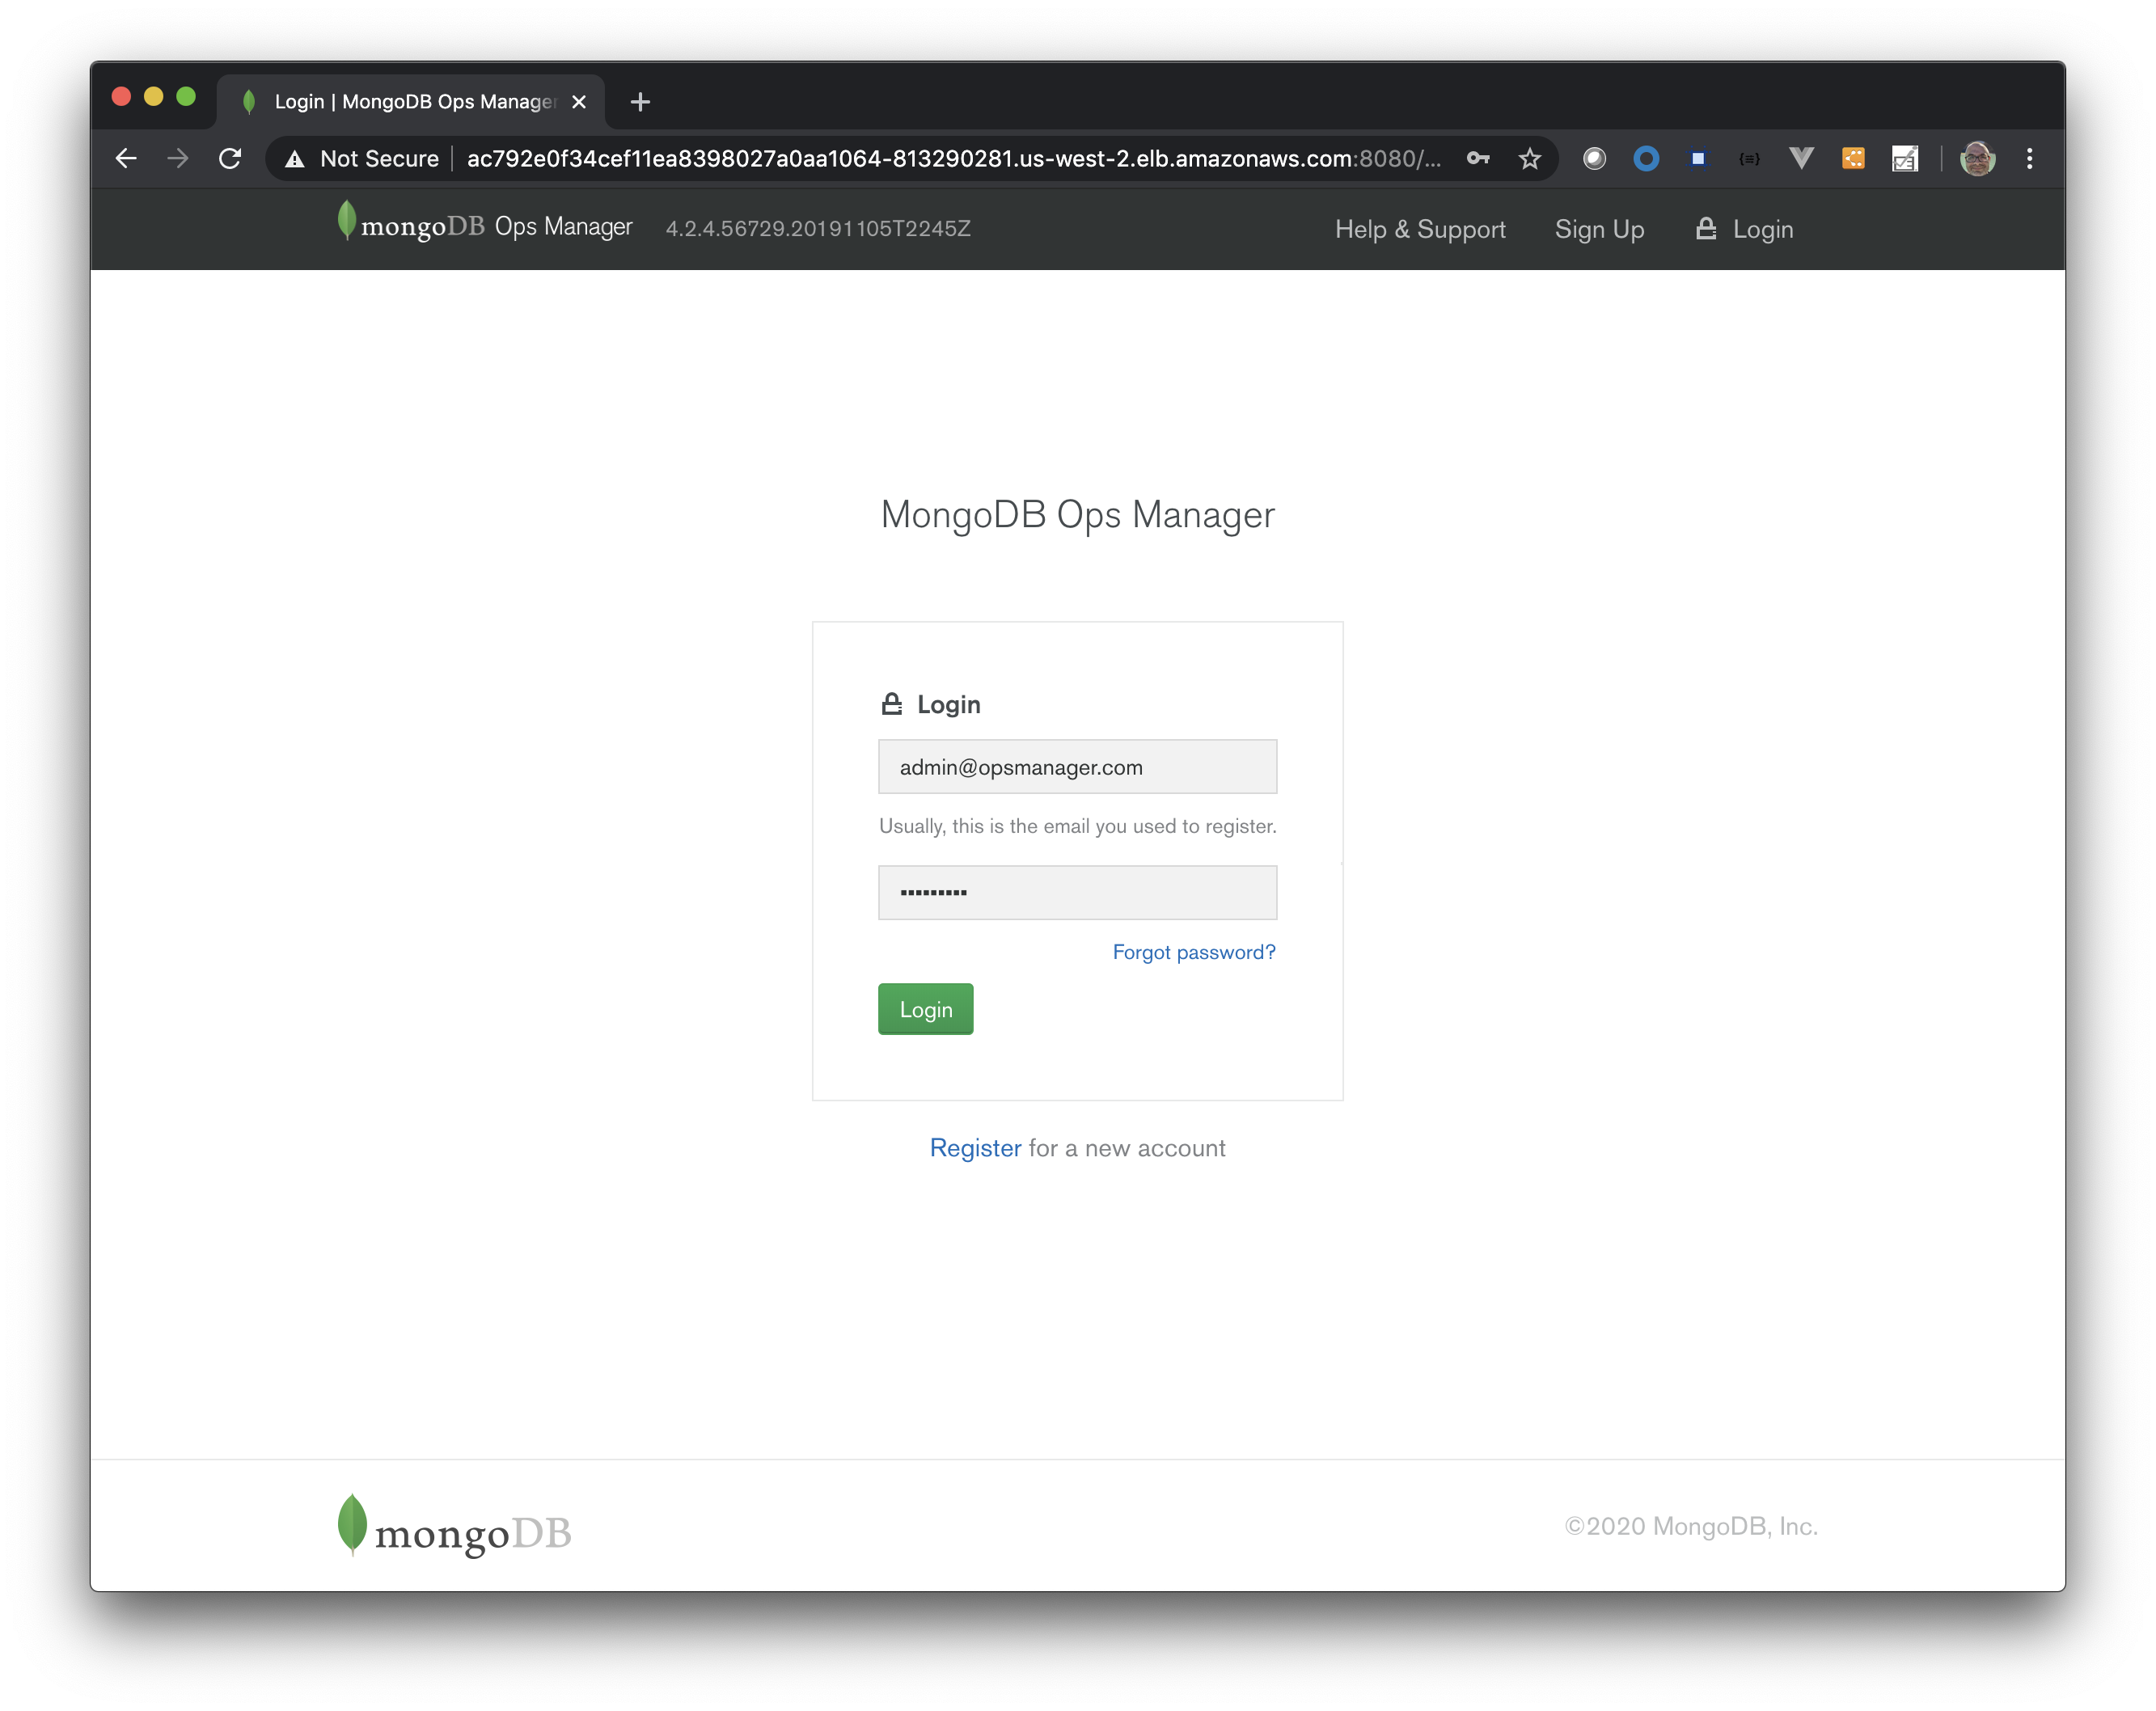 Login | MongoDB Ops Manager
Not Secure ac792e0f34cef11ea8398027a0aa1064-813290281.us-west-2.elb.amazonaws.com:8080/...
mongoDB Ops Manager 4.2.4.56729.20191105T2245Z Help & Support Sign Up Login
MongoDB Ops Manager
Login
admin@opsmanager.com
Usually, this is the email you used to register.
Forgot password?
Login
Register for a new account
mongoDB
©2020 MongoDB, Inc.